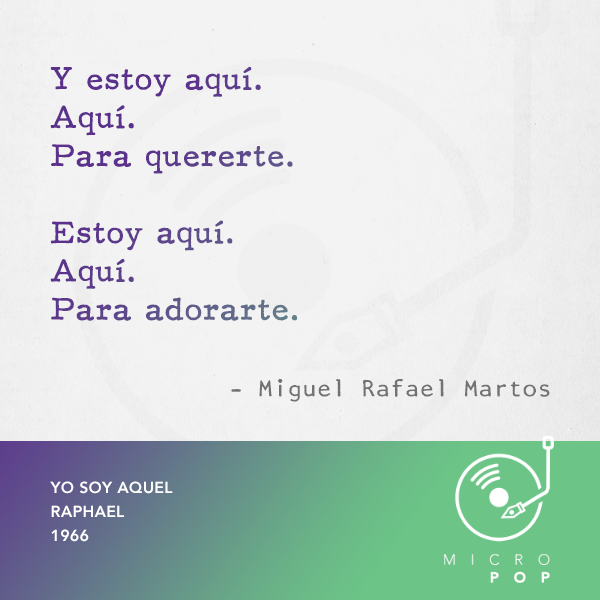 Y estoy aquí.
Aquí.
Para quererte.
Estoy aquí.
Aquí.
Para adorarte.
- Miguel Rafael Martos
YO SOY AQUEL
RAPHAEL
1966
MICRO
POP